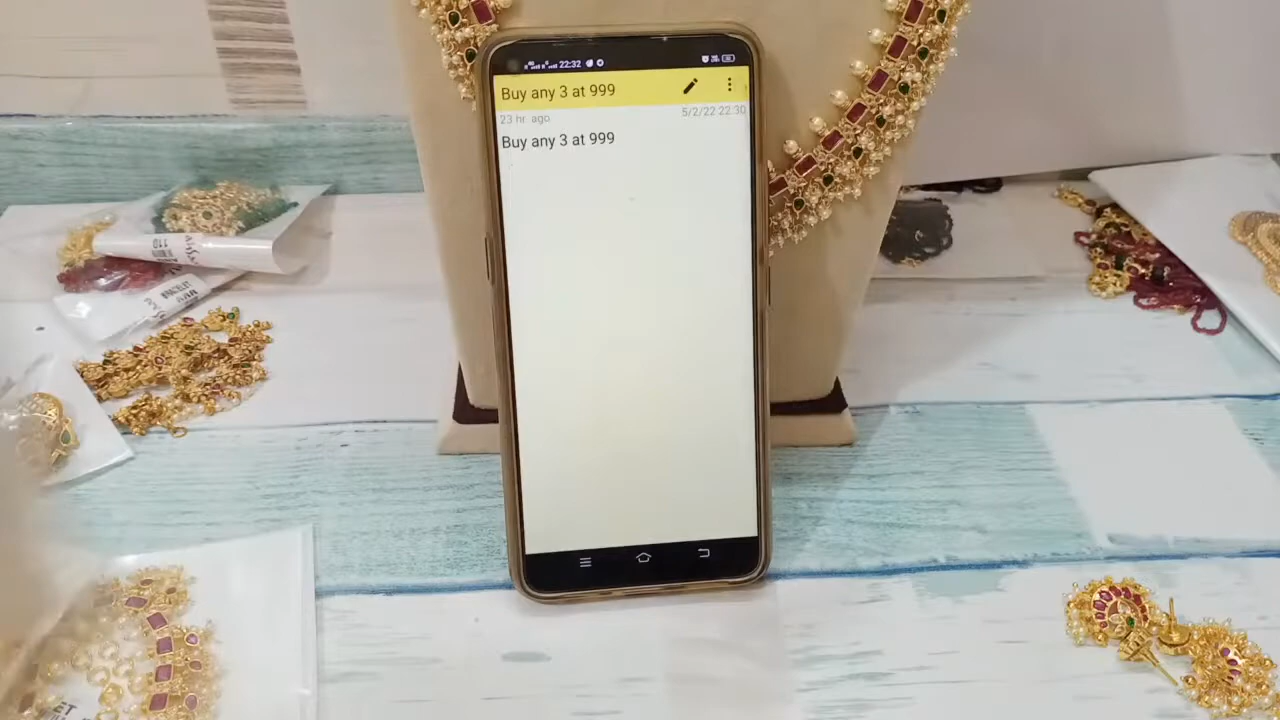 22:32
Buy any 3 at 999
23 hr ago
5/2/22 22:30
Buy any 3 at 999
110